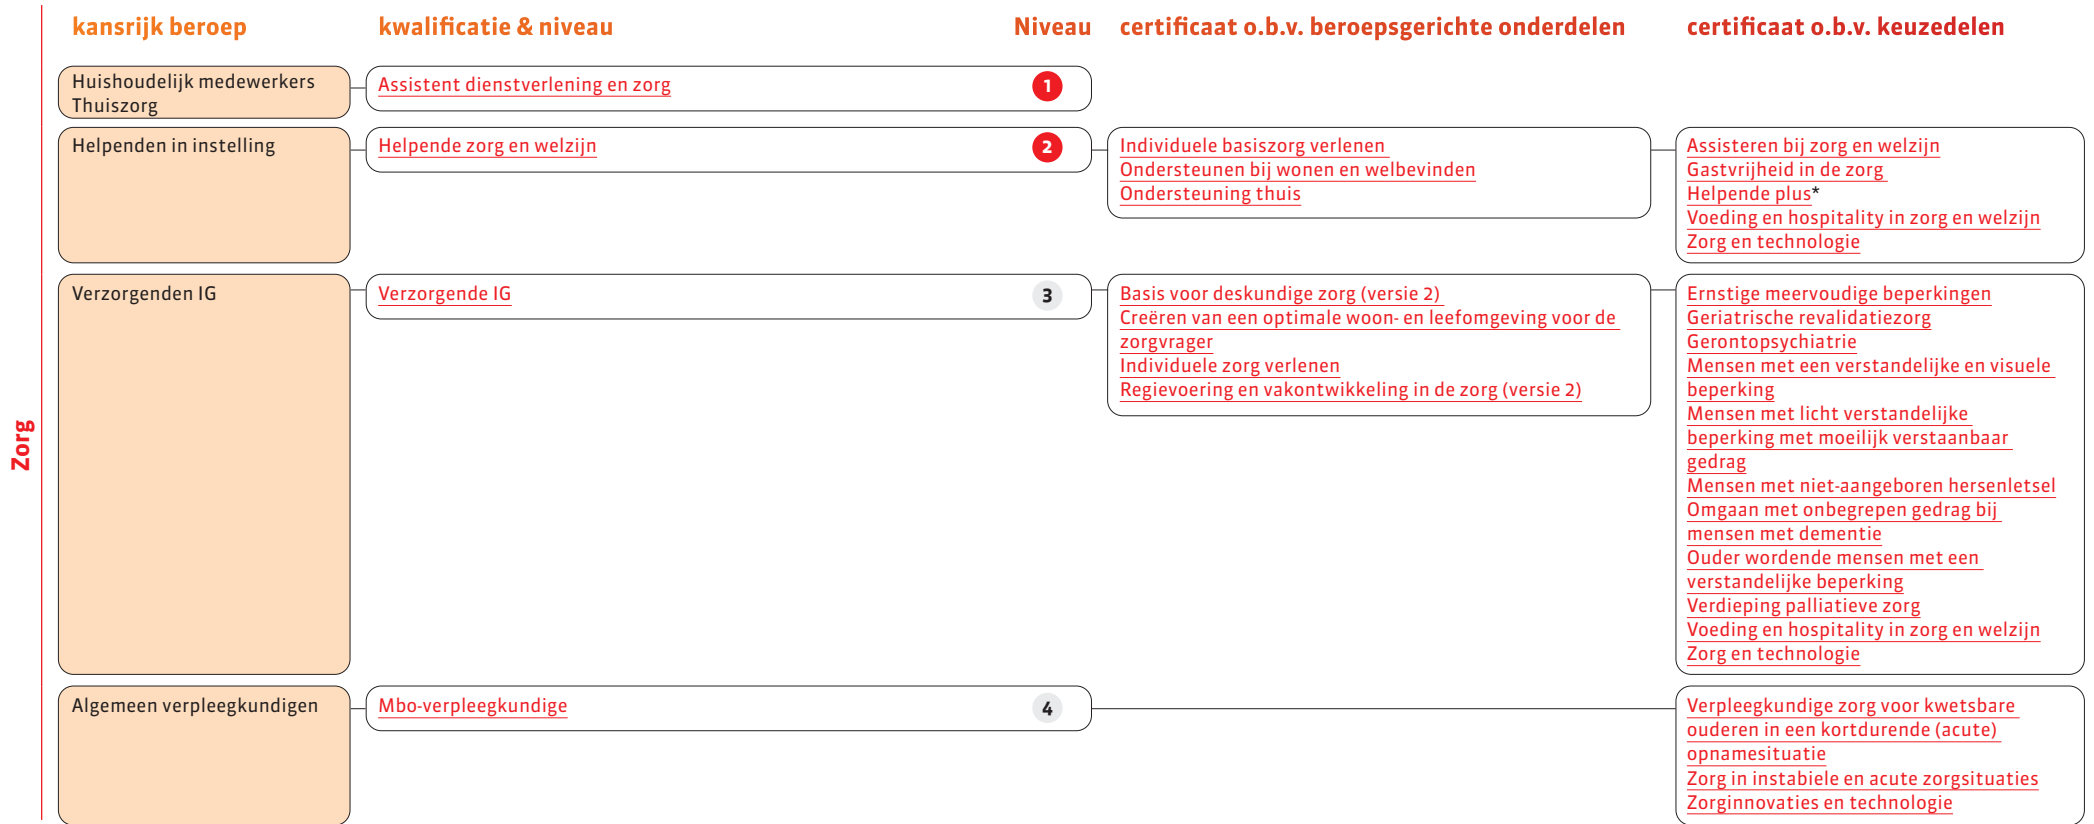 kansrijk beroep
kwalificatie & niveau
Niveau
certificaat o.b.v. beroepsgerichte onderdelen
certificaat o.b.v. keuzedelen
Zorg
Huishoudelijk medewerkers
Thuiszorg
Assistent dienstverlening en zorg
1
Helpenden in instelling
Helpende zorg en welzijn
2
Individuele basiszorg verlenen
Ondersteunen bij wonen en welbevinden
Ondersteuning thuis
Assisteren bij zorg en welzijn
Gastvrijheid in de zorg
Helpende plus*
Voeding en hospitality in zorg en welzijn
Zorg en technologie
Verzorgenden IG
Verzorgende IG
3
Basis voor deskundige zorg (versie 2)
Creëren van een optimale woon- en leefomgeving voor de
zorgvrager
Individuele zorg verlenen
Regievoering en vakontwikkeling in de zorg (versie 2)
Ernstige meervoudige beperkingen
Geriatrische revalidatiezorg
Gerontopsychiatrie
Mensen met een verstandelijke en visuele
beperking
Mensen met licht verstandelijke
beperking met moeilijk verstaanbaar
gedrag
Mensen met niet-aangeboren hersenletsel
Omgaan met onbegrepen gedrag bij
mensen met dementie
Ouder wordende mensen met een
verstandelijke beperking
Verdieping palliatieve zorg
Voeding en hospitality in zorg en welzijn
Zorg en technologie
Algemeen verpleegkundigen
Mbo-verpleegkundige
4
Verpleegkundige zorg voor kwetsbare
ouderen in een kortdurende (acute)
opnamesituatie
Zorg in instabiele en acute zorgsituaties
Zorginnovaties en technologie